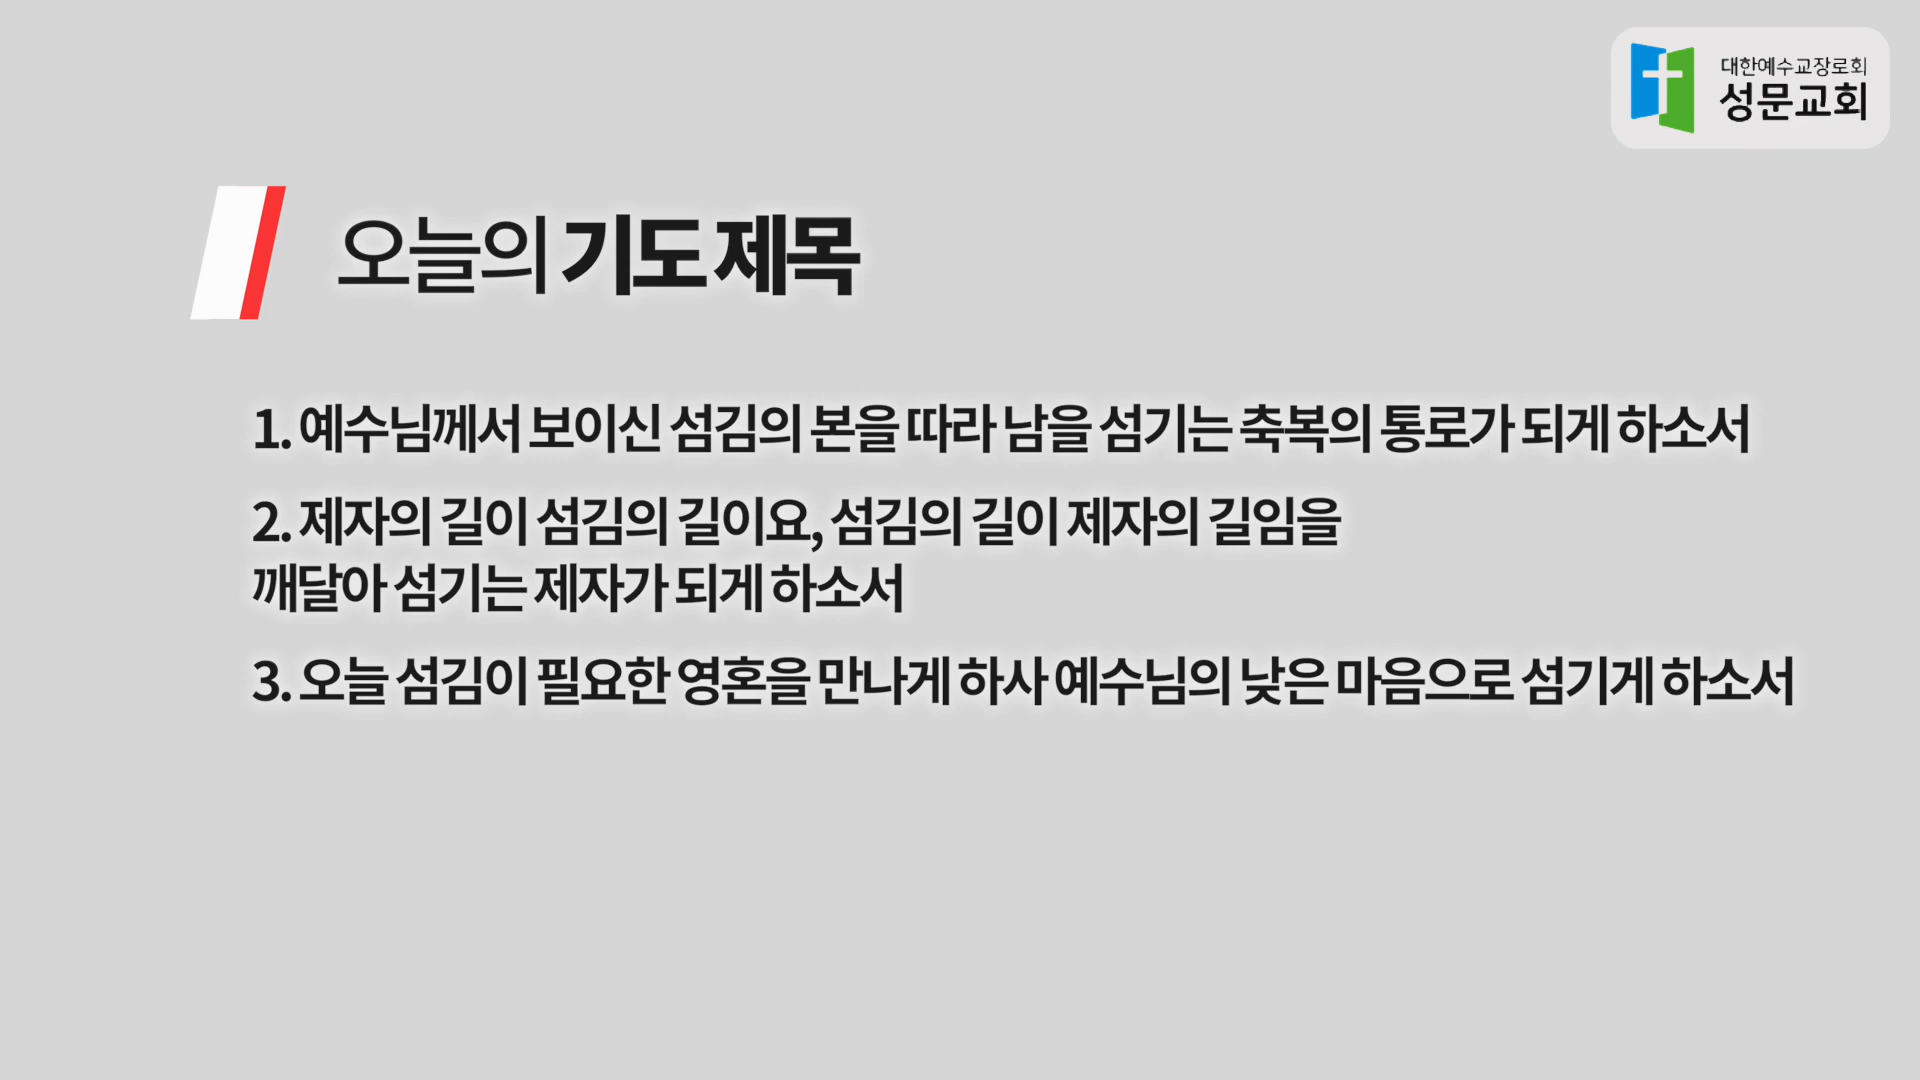 대한예수교장로회
성문교회
오늘의 기도 제목
1. 예수님께서 보이신 섬김의 본을 따라 남을 섬기는 축복의 통로가 되게 하소서
2. 제자의 길이 섬김의 길이요, 섬김의 길이 제자의 길임을
깨달아 섬기는 제자가 되게 하소서
3. 오늘 섬김이 필요한 영혼을 만나게 하사 예수님의 낮은 마음으로 섬기게 하소서